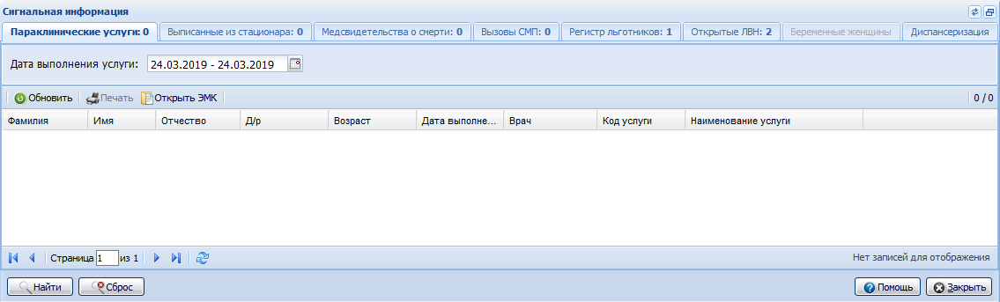 Сигнальная информация
Параклинические услуги: 0 Выписанные из стационара: 0 Медсвидетельства о смерти: 0 Вызовы СМП: 0 Регистр льготников: 1 Открытые ЛВН: 2 Беременные женщины Диспансеризация
Дата выполнения услуги: 24.03.2019 - 24.03.2019
Обновить Печать Открыть ЭМК 0 / 0
Фамилия Имя Отчество Д/р Возраст Дата выполне... Врач Код услуги Наименование услуги
Страница 1 из 1 Нет записей для отображения
Найти Сброс Помощь Закрыть